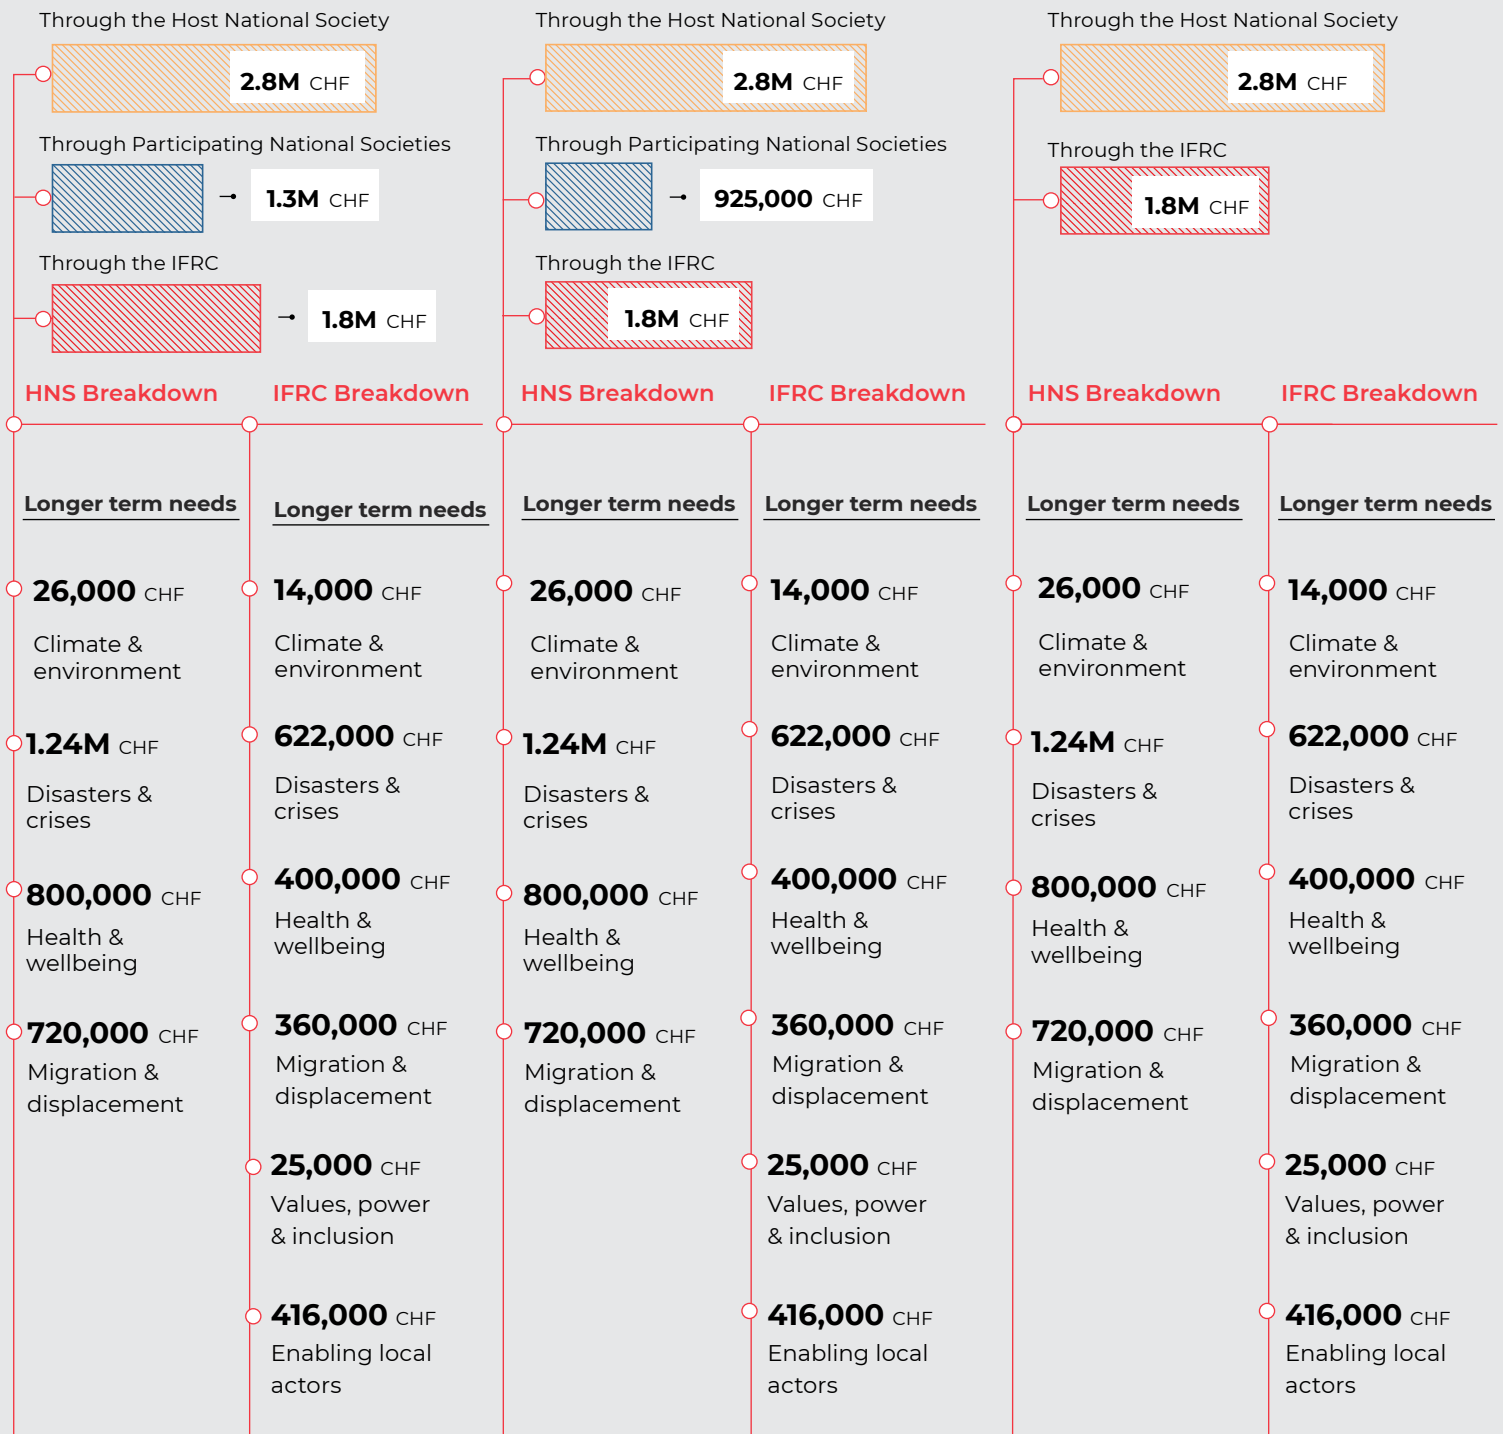 Through the Host National Society
2.8M CHF
Through Participating National Societies
1.3M CHF
Through the IFRC
1.8M CHF
HNS Breakdown
Longer term needs
26,000 CHF
Climate &
environment
1.24M CHF
Disasters &
crises
800,000 CHF
Health &
wellbeing
720,000 CHF
Migration &
displacement
IFRC Breakdown
Longer term needs
14,000 CHF
Climate &
environment
622,000 CHF
Disasters &
crises
400,000 CHF
Health &
wellbeing
360,000 CHF
Migration &
displacement
25,000 CHF
Values, power
& inclusion
416,000 CHF
Enabling local
actors
Through the Host National Society
2.8M CHF
Through Participating National Societies
925,000 CHF
Through the IFRC
1.8M CHF
HNS Breakdown
Longer term needs
26,000 CHF
Climate &
environment
1.24M CHF
Disasters &
crises
800,000 CHF
Health &
wellbeing
720,000 CHF
Migration &
displacement
IFRC Breakdown
Longer term needs
14,000 CHF
Climate &
environment
622,000 CHF
Disasters &
crises
400,000 CHF
Health &
wellbeing
360,000 CHF
Migration &
displacement
25,000 CHF
Values, power
& inclusion
416,000 CHF
Enabling local
actors
Through the Host National Society
2.8M CHF
Through the IFRC
1.8M CHF
HNS Breakdown
Longer term needs
26,000 CHF
Climate &
environment
1.24M CHF
Disasters &
crises
800,000 CHF
Health &
wellbeing
720,000 CHF
Migration &
displacement
IFRC Breakdown
Longer term needs
14,000 CHF
Climate &
environment
622,000 CHF
Disasters &
crises
400,000 CHF
Health &
wellbeing
360,000 CHF
Migration &
displacement
25,000 CHF
Values, power
& inclusion
416,000 CHF
Enabling local
actors